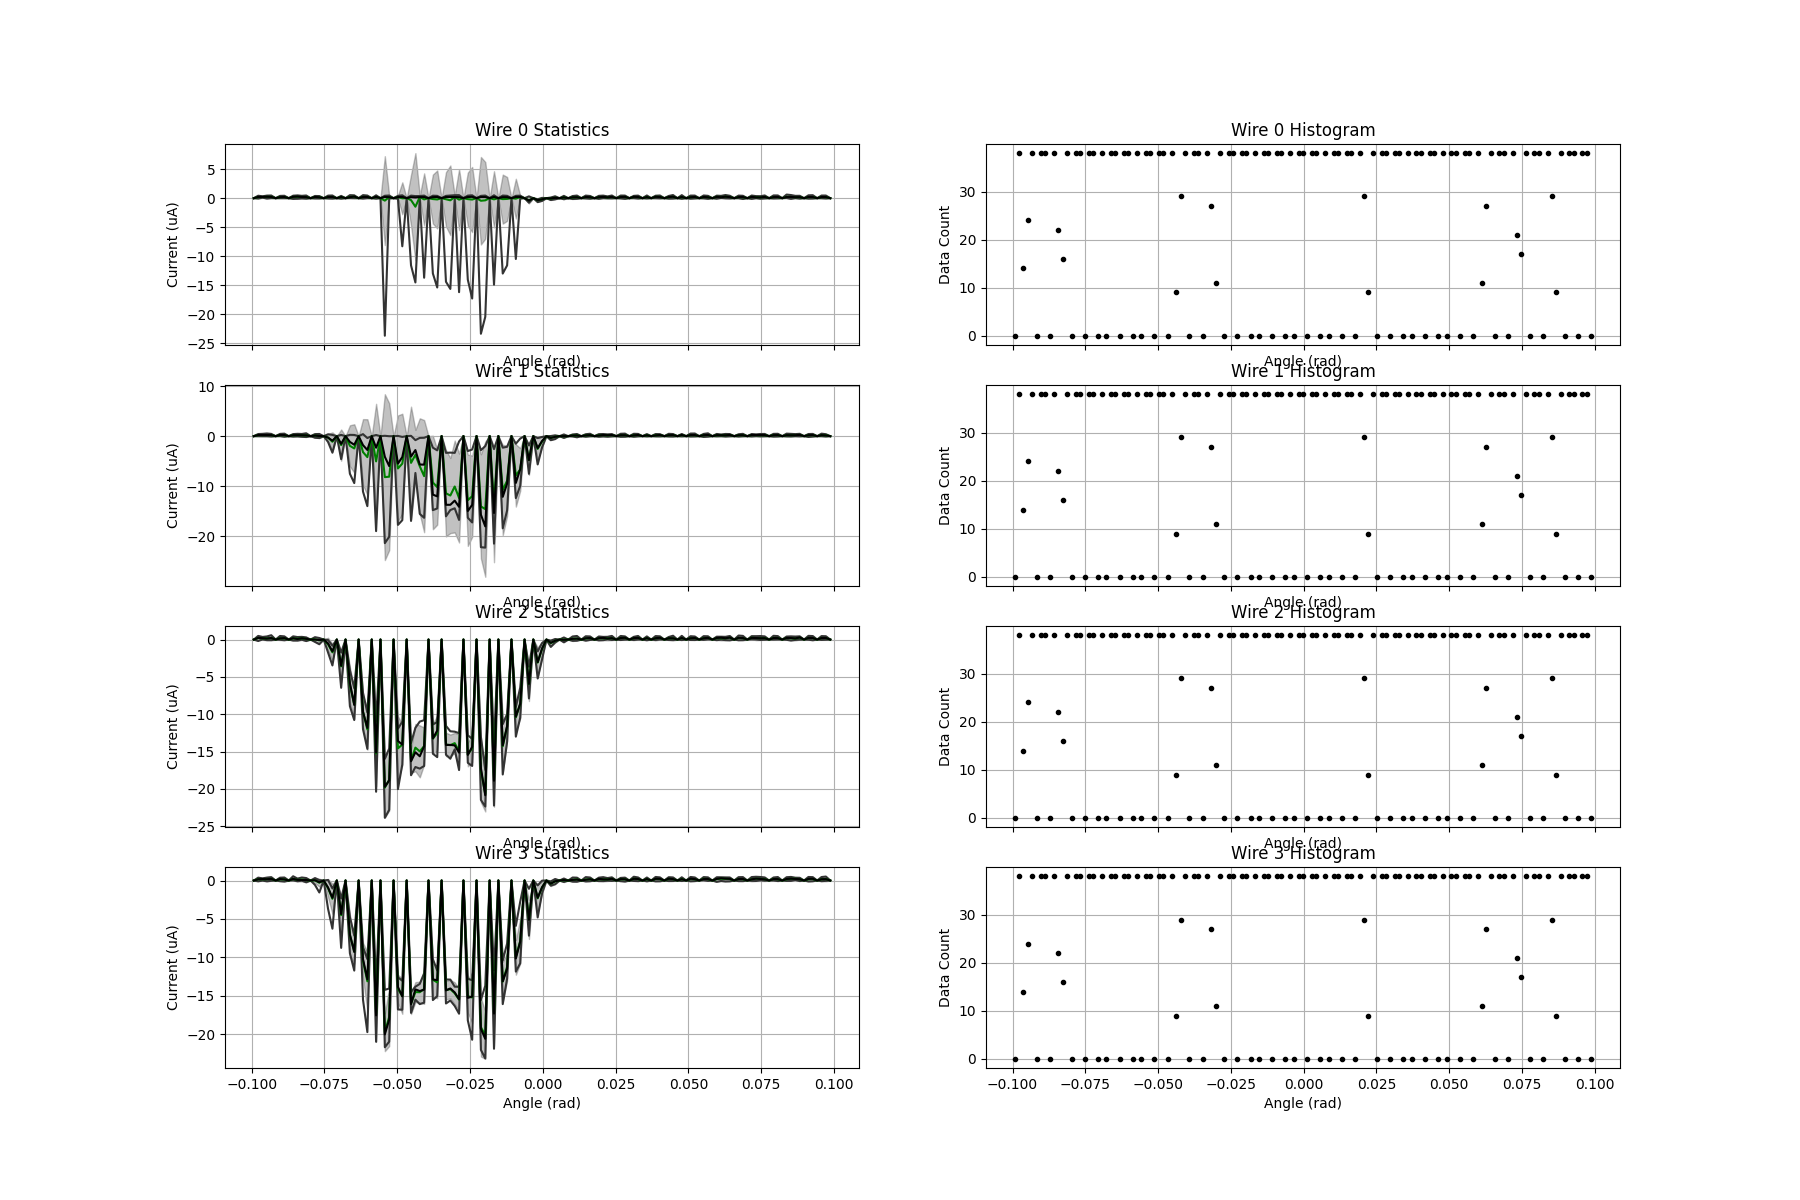 Wire 0 Statistics
Current (uA)
5
0
−5
−10
−15
−20
−25
Angle (rad)
Wire 0 Histogram
Data Count
30
20
10
0
Angle (rad)
Wire 1 Statistics
Current (uA)
10
0
−10
−20
Angle (rad)
Wire 1 Histogram
Data Count
30
20
10
0
Angle (rad)
Wire 2 Statistics
Current (uA)
0
−5
−10
−15
−20
−25
Angle (rad)
Wire 2 Histogram
Data Count
30
20
10
0
Angle (rad)
Wire 3 Statistics
Current (uA)
0
−5
−10
−15
−20
−0.100 −0.075 −0.050 −0.025 0.000 0.025 0.050 0.075 0.100
Angle (rad)
Wire 3 Histogram
Data Count
30
20
10
0
−0.100 −0.075 −0.050 −0.025 0.000 0.025 0.050 0.075 0.100
Angle (rad)